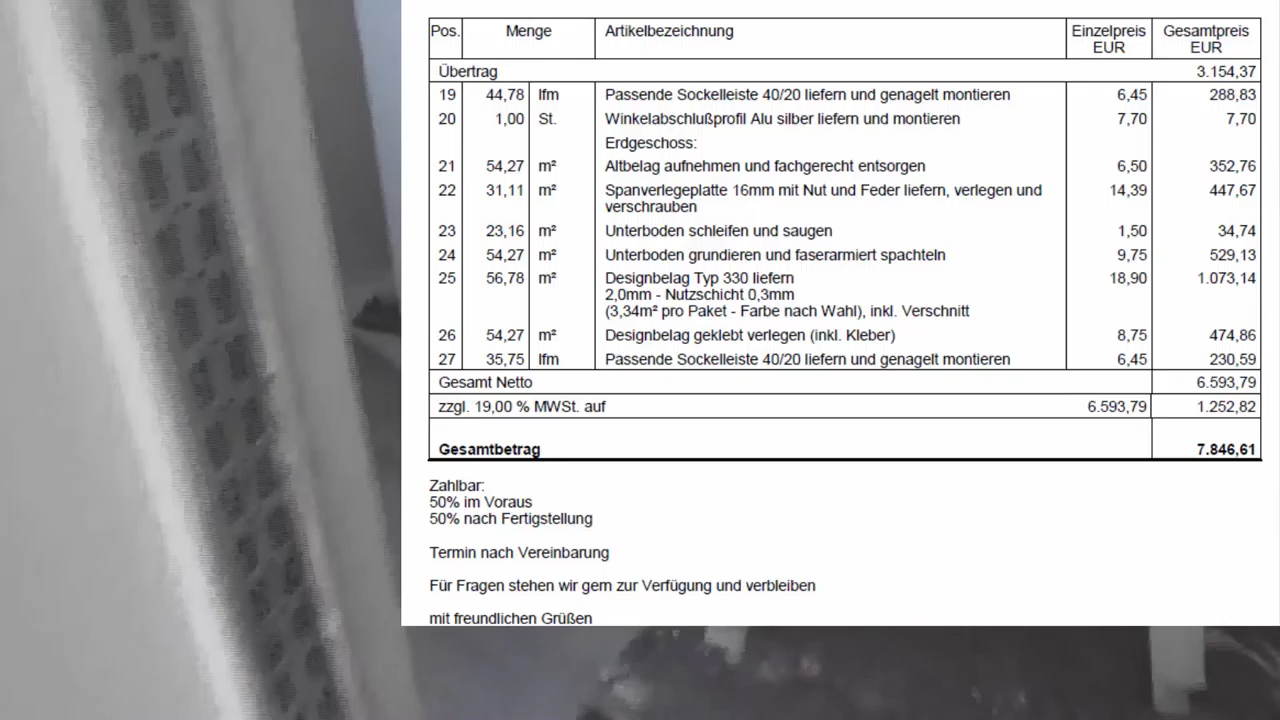 Pos. Menge Artikelbezeichnung Einzelpreis EUR Gesamtpreis EUR
Übertrag 3.154,37
19 44,78 lfm Passende Sockelleiste 40/20 liefern und genagelt montieren 6,45 288,83
20 1,00 St. Winkelabschlußprofil Alu silber liefern und montieren 7,70 7,70
Erdgeschoss:
21 54,27 m² Altbelag aufnehmen und fachgerecht entsorgen 6,50 352,76
22 31,11 m² Spanverlegeplatte 16mm mit Nut und Feder liefern, verlegen und 14,39 447,67
verschrauben
23 23,16 m² Unterboden schleifen und saugen 1,50 34,74
24 54,27 m² Unterboden grundieren und faserarmiert spachteln 9,75 529,13
25 56,78 m² Designbelag Typ 330 liefern 18,90 1.073,14
2,0mm - Nutzschicht 0,3mm
(3,34m² pro Paket - Farbe nach Wahl), inkl. Verschnitt
26 54,27 m² Designbelag geklebt verlegen (inkl. Kleber) 8,75 474,86
27 35,75 lfm Passende Sockelleiste 40/20 liefern und genagelt montieren 6,45 230,59
Gesamt Netto 6.593,79
zzgl. 19,00 % MWSt. auf 6.593,79 1.252,82
Gesamtbetrag 7.846,61
Zahlbar:
50% im Voraus
50% nach Fertigstellung
Termin nach Vereinbarung
Für Fragen stehen wir gern zur Verfügung und verbleiben
mit freundlichen Grüßen